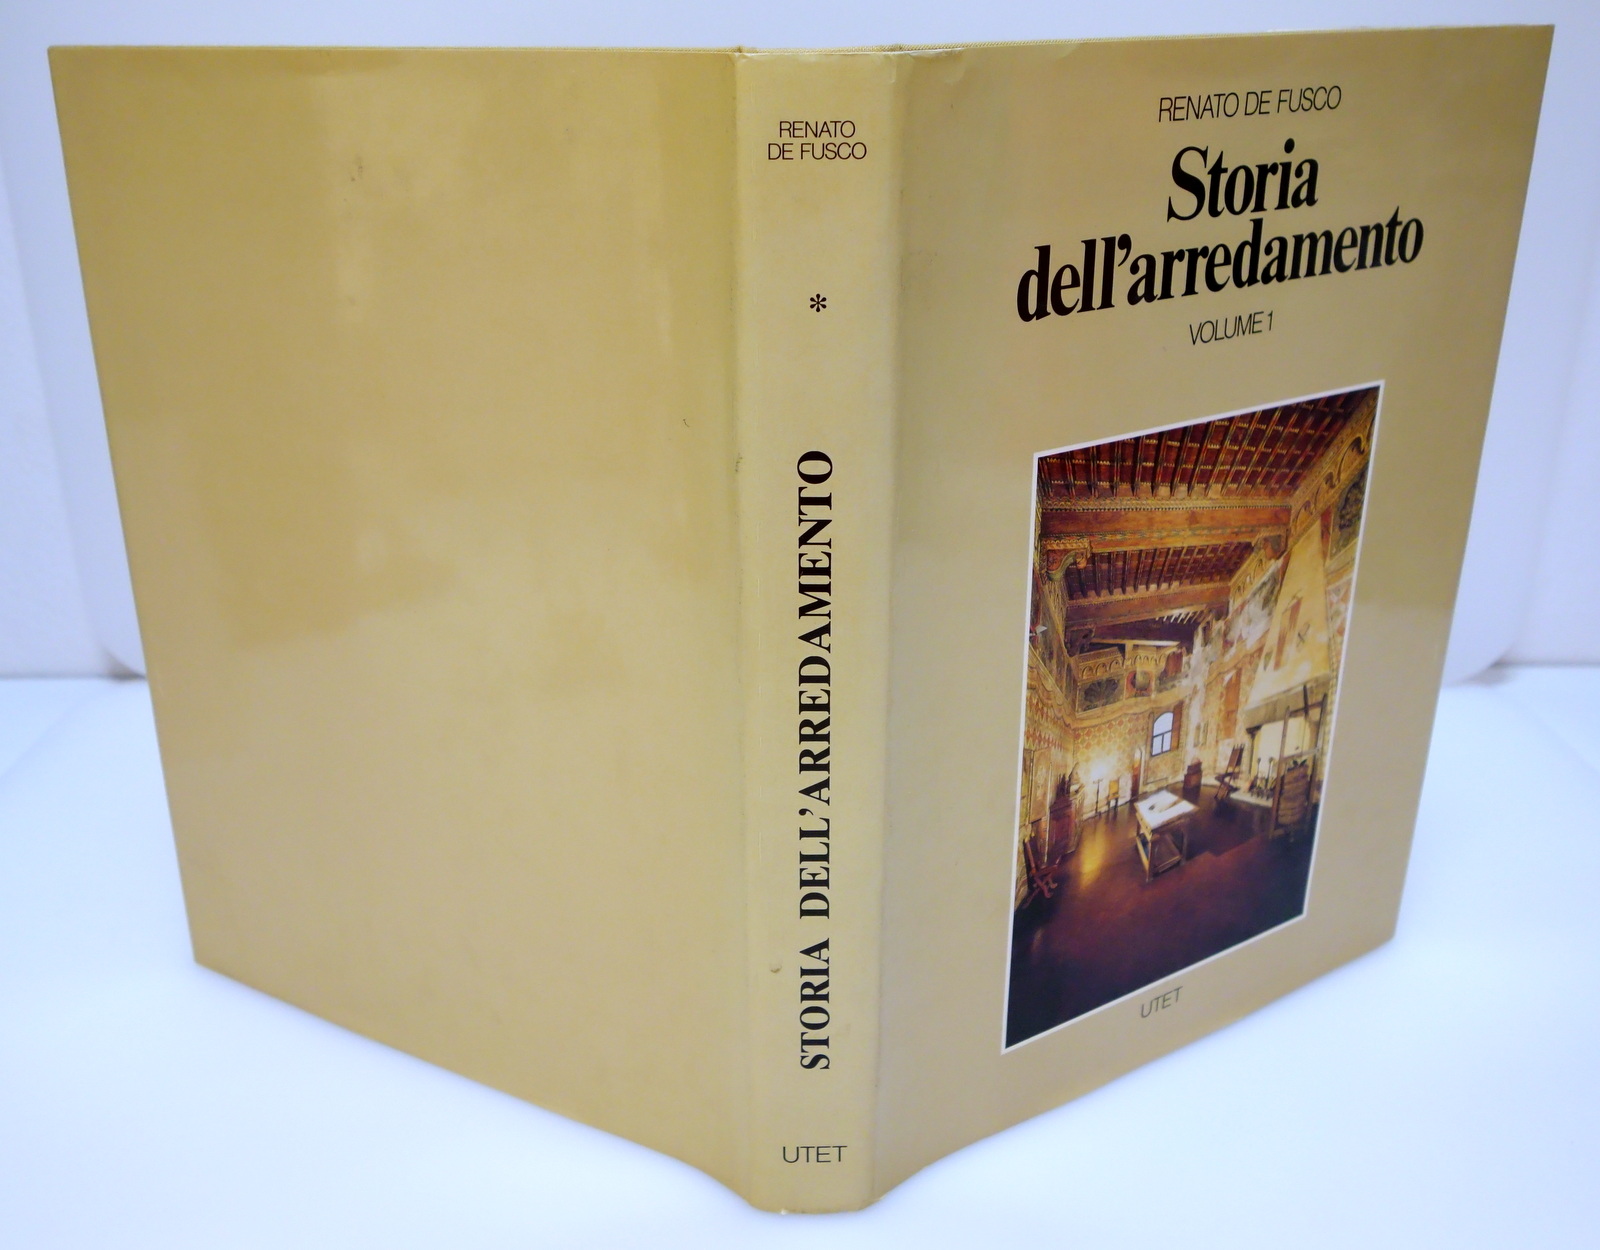 RENATO
DE FUSCO
*
STORIA DELL'ARREDAMENTO
UTET
RENATO DE FUSCO
Storia
dell'arredamento
VOLUME 1
UTET